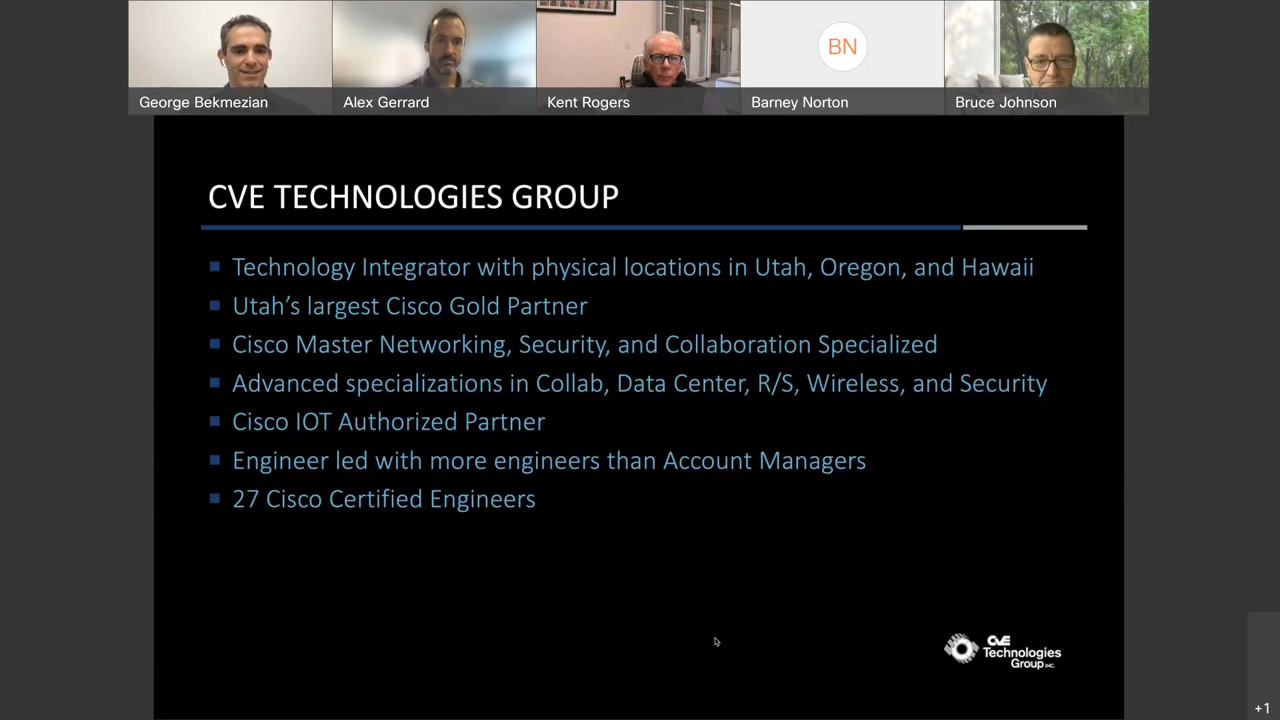 BN
George Bekmezian
Alex Gerrard
Kent Rogers
Barney Norton
Bruce Johnson
CVE TECHNOLOGIES GROUP
Technology Integrator with physical locations in Utah, Oregon, and Hawaii
Utah’s largest Cisco Gold Partner
Cisco Master Networking, Security, and Collaboration Specialized
Advanced specializations in Collab, Data Center, R/S, Wireless, and Security
Cisco IOT Authorized Partner
Engineer led with more engineers than Account Managers
27 Cisco Certified Engineers
CVE
Technologies
Group INC.
+1